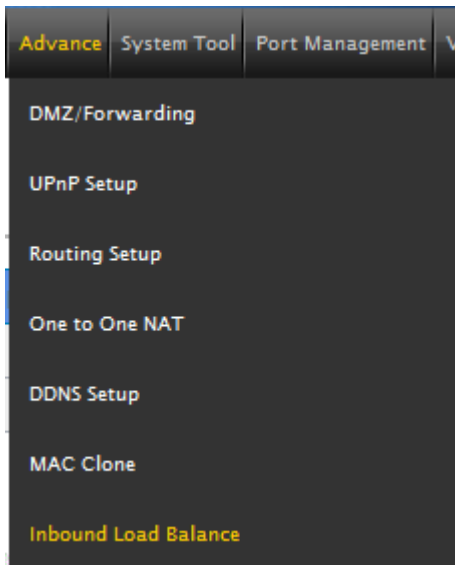 Advance System Tool Port Management V
DMZ/Forwarding
UPnP Setup
Routing Setup
One to One NAT
DDNS Setup
MAC Clone
Inbound Load Balance